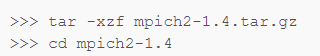 >>> tar -xzf mpich2-1.4.tar.gz
>>> cd mpich2-1.4